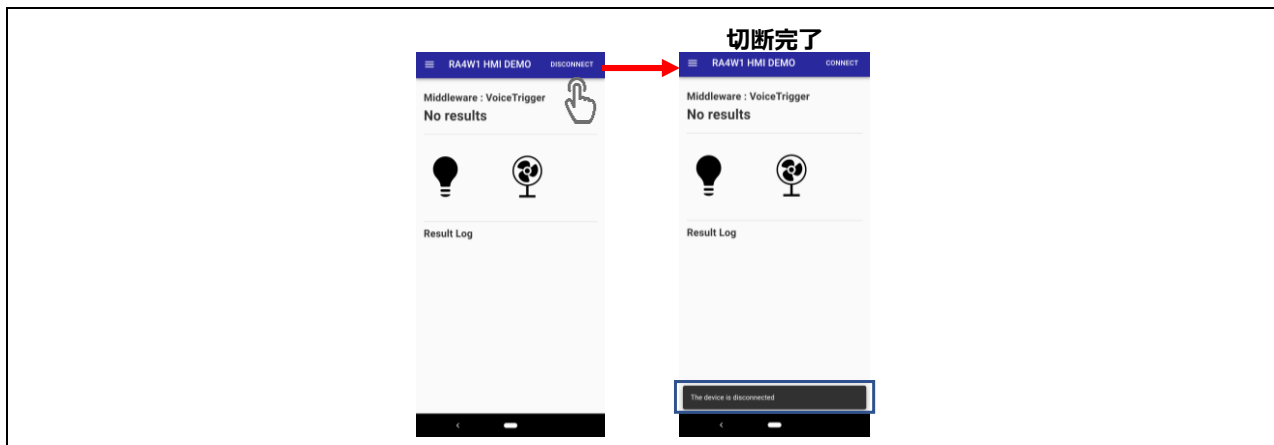 切断完了
RA4W1 HMI DEMO DISCONNECT
Middleware : VoiceTrigger
No results
Result Log
RA4W1 HMI DEMO CONNECT
Middleware : VoiceTrigger
No results
Result Log
The device is disconnected